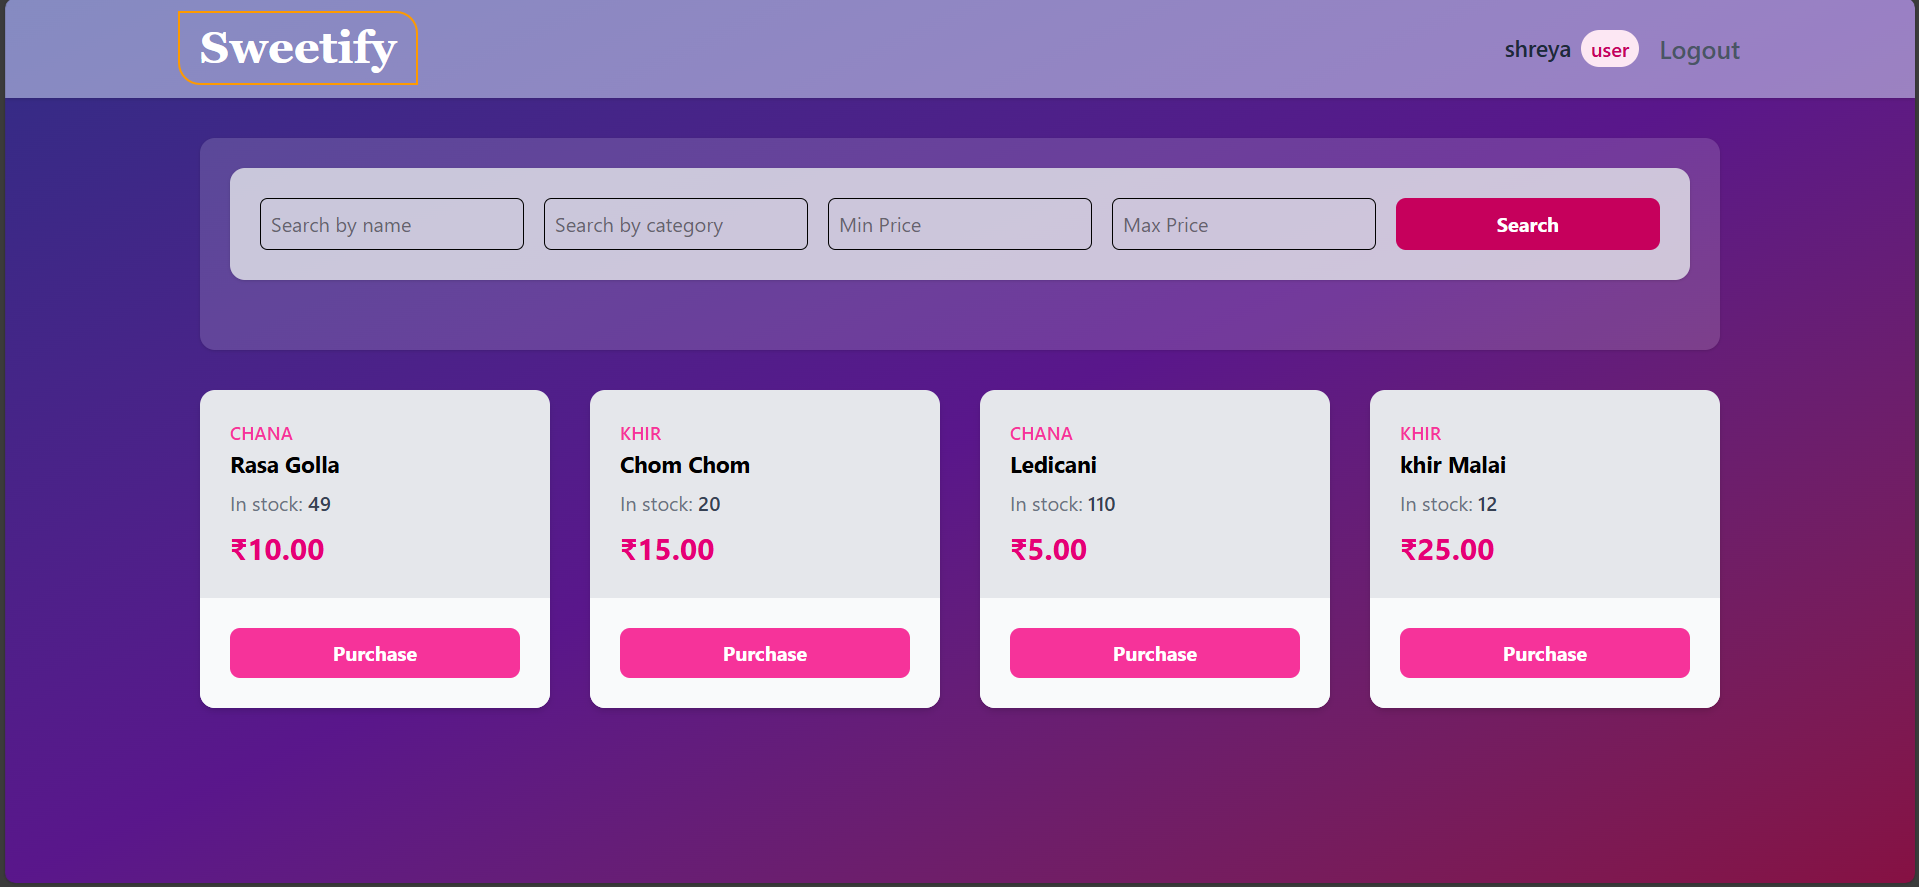 Sweetify
shreya user Logout
Search by name Search by category Min Price Max Price Search
CHANA
Rasa Golla
In stock: 49
₹10.00
Purchase
KHIR
Chom Chom
In stock: 20
₹15.00
Purchase
CHANA
Ledicani
In stock: 110
₹5.00
Purchase
KHIR
khir Malai
In stock: 12
₹25.00
Purchase